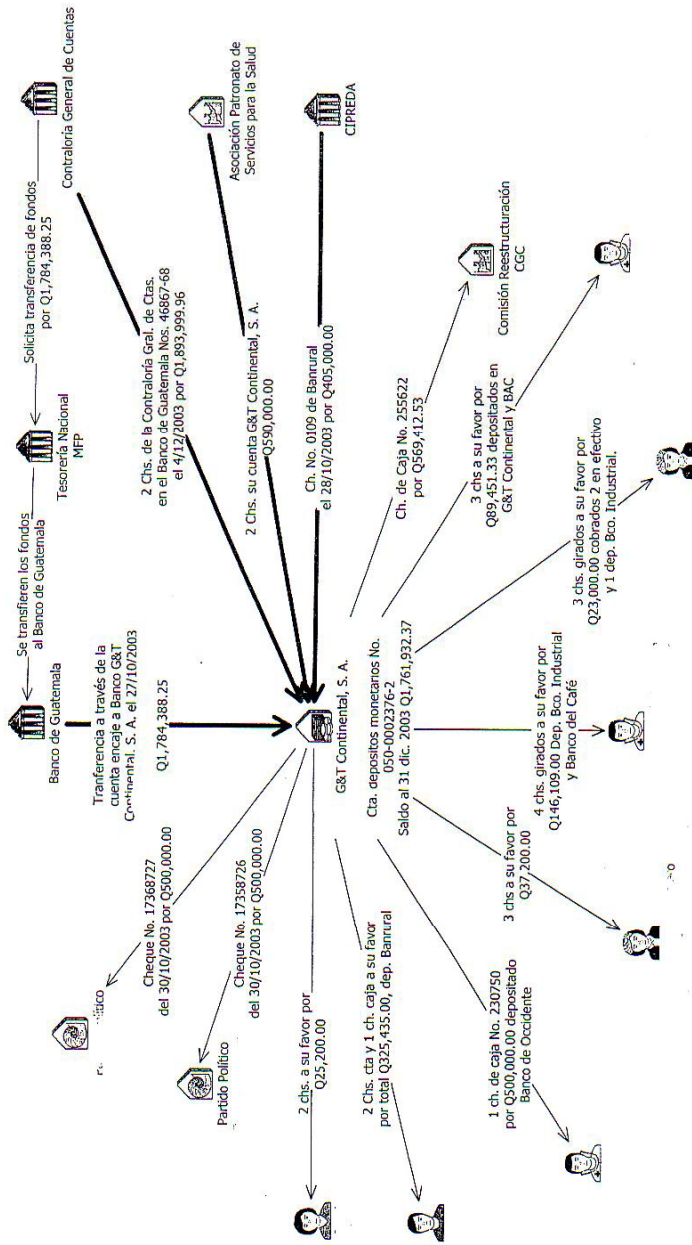 Se transfieren los fondos
al Banco de Guatemala
Solicita transferencia de fondos
por Q1,784,388.25
Banco de Guatemala
Tesorería Nacional
MFP
Contraloría General de Cuentas
Tranferencia a través de la
cuenta encaje a Banco G&T
Continental. S. A. el 27/10/2003
Q1,784,388.25
2 Chs. de la Contraloría Gral. de Ctas.
en el Banco de Guatemala Nos. 46867-68
el 4/12/2003 por Q1,893,999.96
Asociación Patronato de
Servicios para la Salud
2 Chs. su cuenta G&T Continental, S. A.
Q590,000.00
Ch. No. 0109 de Banrural
el 28/10/2003 por Q405,000.00
CIPREDA
Cheque No. 17368727
del 30/10/2003 por Q500,000.00
Cheque No. 17358726
del 30/10/2003 por Q500,000.00
Partido Político
G&T Continental, S. A.
Cta. depositos monetarios No.
050-0002376-2
Saldo al 31 dic. 2003 Q1,761,932.37
Ch. de Caja No. 255622
por Q569,412.53
Comisión Reestructuración
CGC
2 chs. a su favor por
Q25,200.00
2 Chs. cta y 1 ch. caja a su favor
por total Q325,435.00, dep. Banrural
3 chs a su favor por
Q89,451.33 depositados en
G&T Continental y BAC
1 ch. de caja No. 230750
por Q500,000.00 depositado
Banco de Occidente
3 chs a su favor por
Q37,200.00
4 chs. girados a su favor por
Q146,109.00 Dep. Bco. Industrial
y Banco del Café
3 chs. girados a su favor por
Q23,000.00 cobrados 2 en efectivo
y 1 dep. Bco. Industrial.